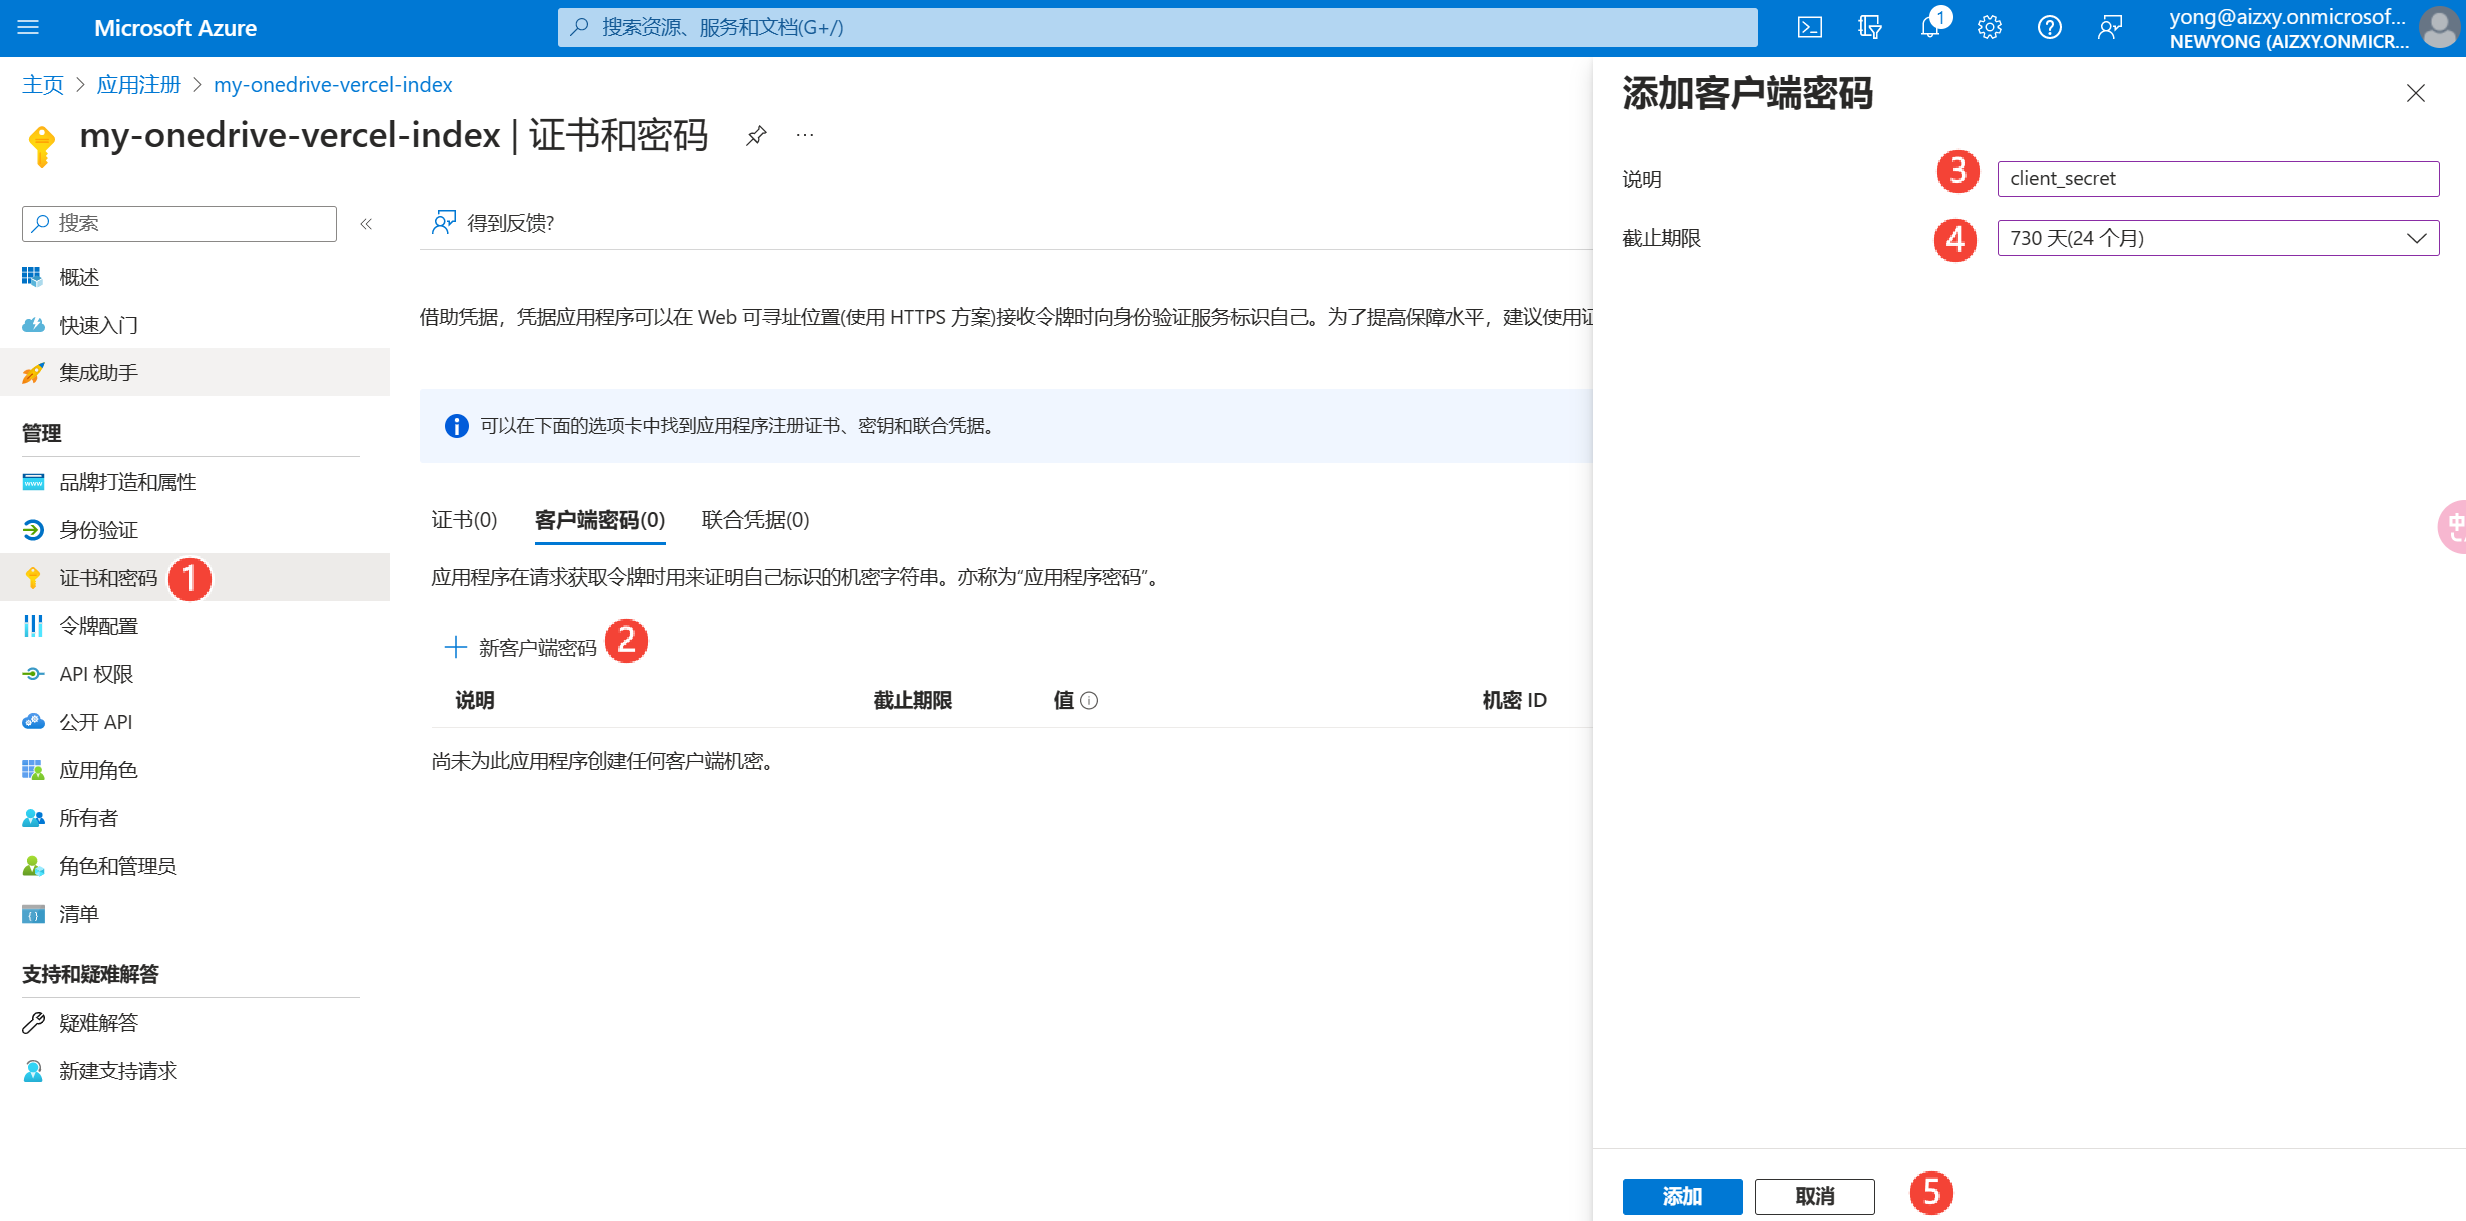 Microsoft Azure
搜索资源、服务和文档(G+/)
1
yong@aizxy.onmicrosof...
NEWYONG (AIZXY.ONMICR...
主页 > 应用注册 > my-onedrive-vercel-index
my-onedrive-vercel-index | 证书和密码
搜索
概述
快速入门
集成助手
管理
品牌打造和属性
身份验证
证书和密码 1
令牌配置
API 权限
公开 API
应用角色
所有者
角色和管理员
清单
支持和疑难解答
疑难解答
新建支持请求
得到反馈?
借助凭据，凭据应用程序可以在 Web 可寻址位置(使用 HTTPS 方案)接收令牌时向身份验证服务标识自己。为了提高保障水平，建议使用证
可以在下面的选项卡中找到应用程序注册证书、密钥和联合凭据。
证书(0) 客户端密码(0) 联合凭据(0)
应用程序在请求获取令牌时用来证明自己标识的机密字符串。亦称为“应用程序密码”。
新客户端密码 2
说明 截止期限 值 机密 ID
尚未为此应用程序创建任何客户端机密。
添加客户端密码
说明 3 client_secret
截止期限 4 730 天(24 个月)
添加 取消 5